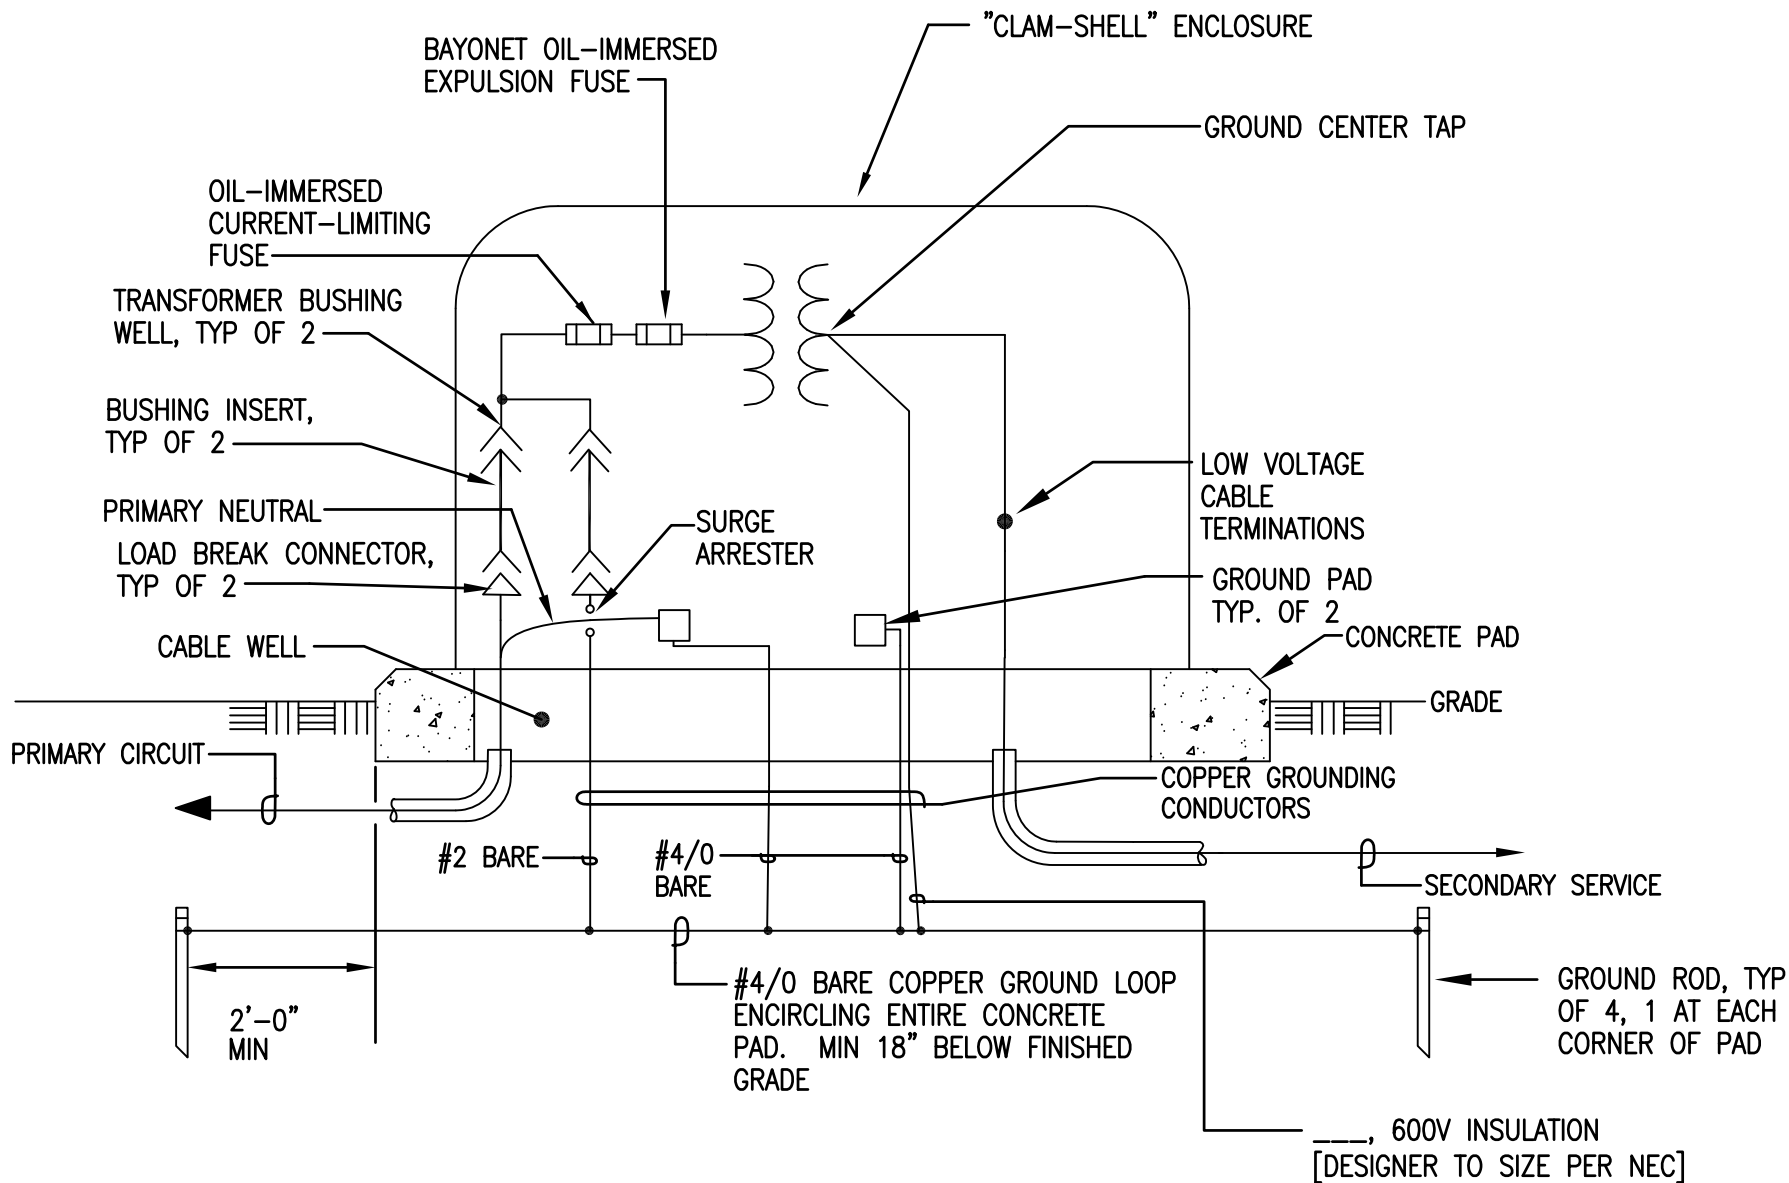 "CLAM-SHELL" ENCLOSURE
BAYONET OIL-IMMERSED
EXPULSION FUSE
GROUND CENTER TAP
OIL-IMMERSED
CURRENT-LIMITING
FUSE
TRANSFORMER BUSHING
WELL, TYP OF 2
BUSHING INSERT,
TYP OF 2
LOW VOLTAGE
CABLE
TERMINATIONS
PRIMARY NEUTRAL
SURGE
ARRESTER
LOAD BREAK CONNECTOR,
TYP OF 2
GROUND PAD
TYP. OF 2
CABLE WELL
CONCRETE PAD
GRADE
PRIMARY CIRCUIT
COPPER GROUNDING
CONDUCTORS
#2 BARE
#4/0
BARE
SECONDARY SERVICE
#4/0 BARE COPPER GROUND LOOP
ENCIRCLING ENTIRE CONCRETE
PAD. MIN 18" BELOW FINISHED
GRADE
GROUND ROD, TYP
OF 4, 1 AT EACH
CORNER OF PAD
2'-0"
MIN
___, 600V INSULATION
[DESIGNER TO SIZE PER NEC]